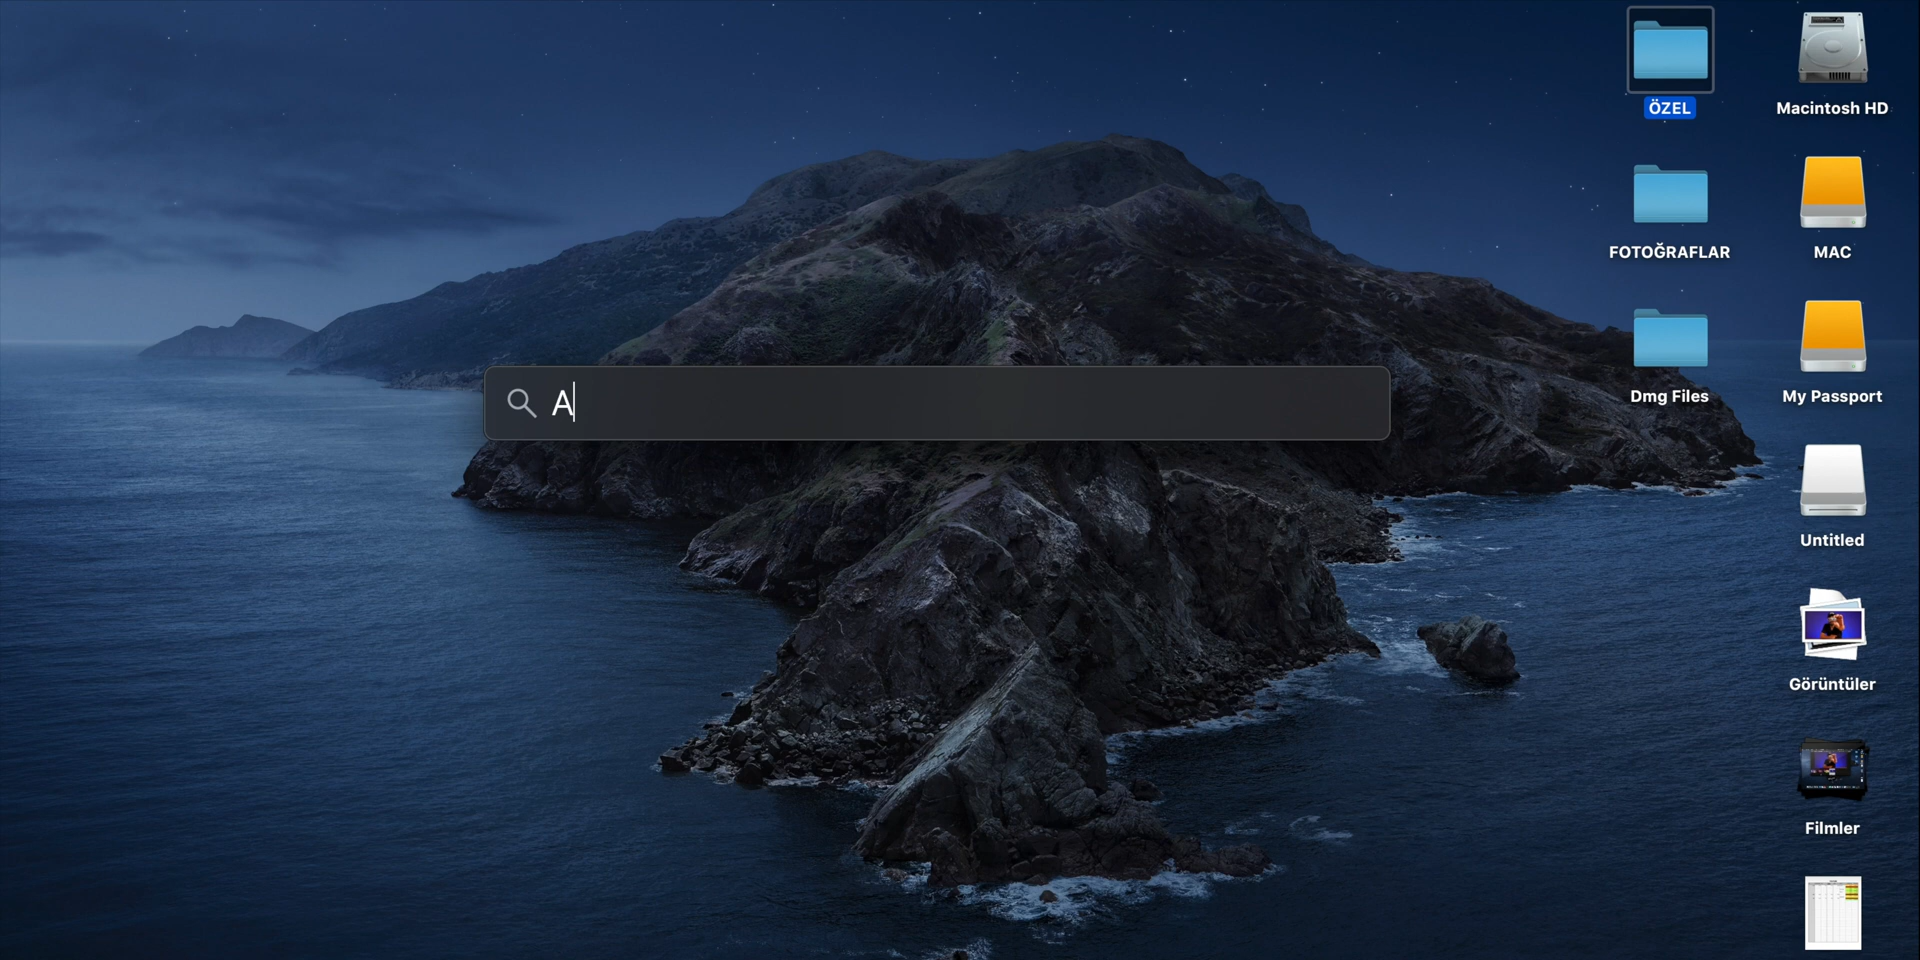 ÖZEL
Macintosh HD
FOTOĞRAFLAR
MAC
A
Dmg Files
My Passport
Untitled
Görüntüler
Filmler